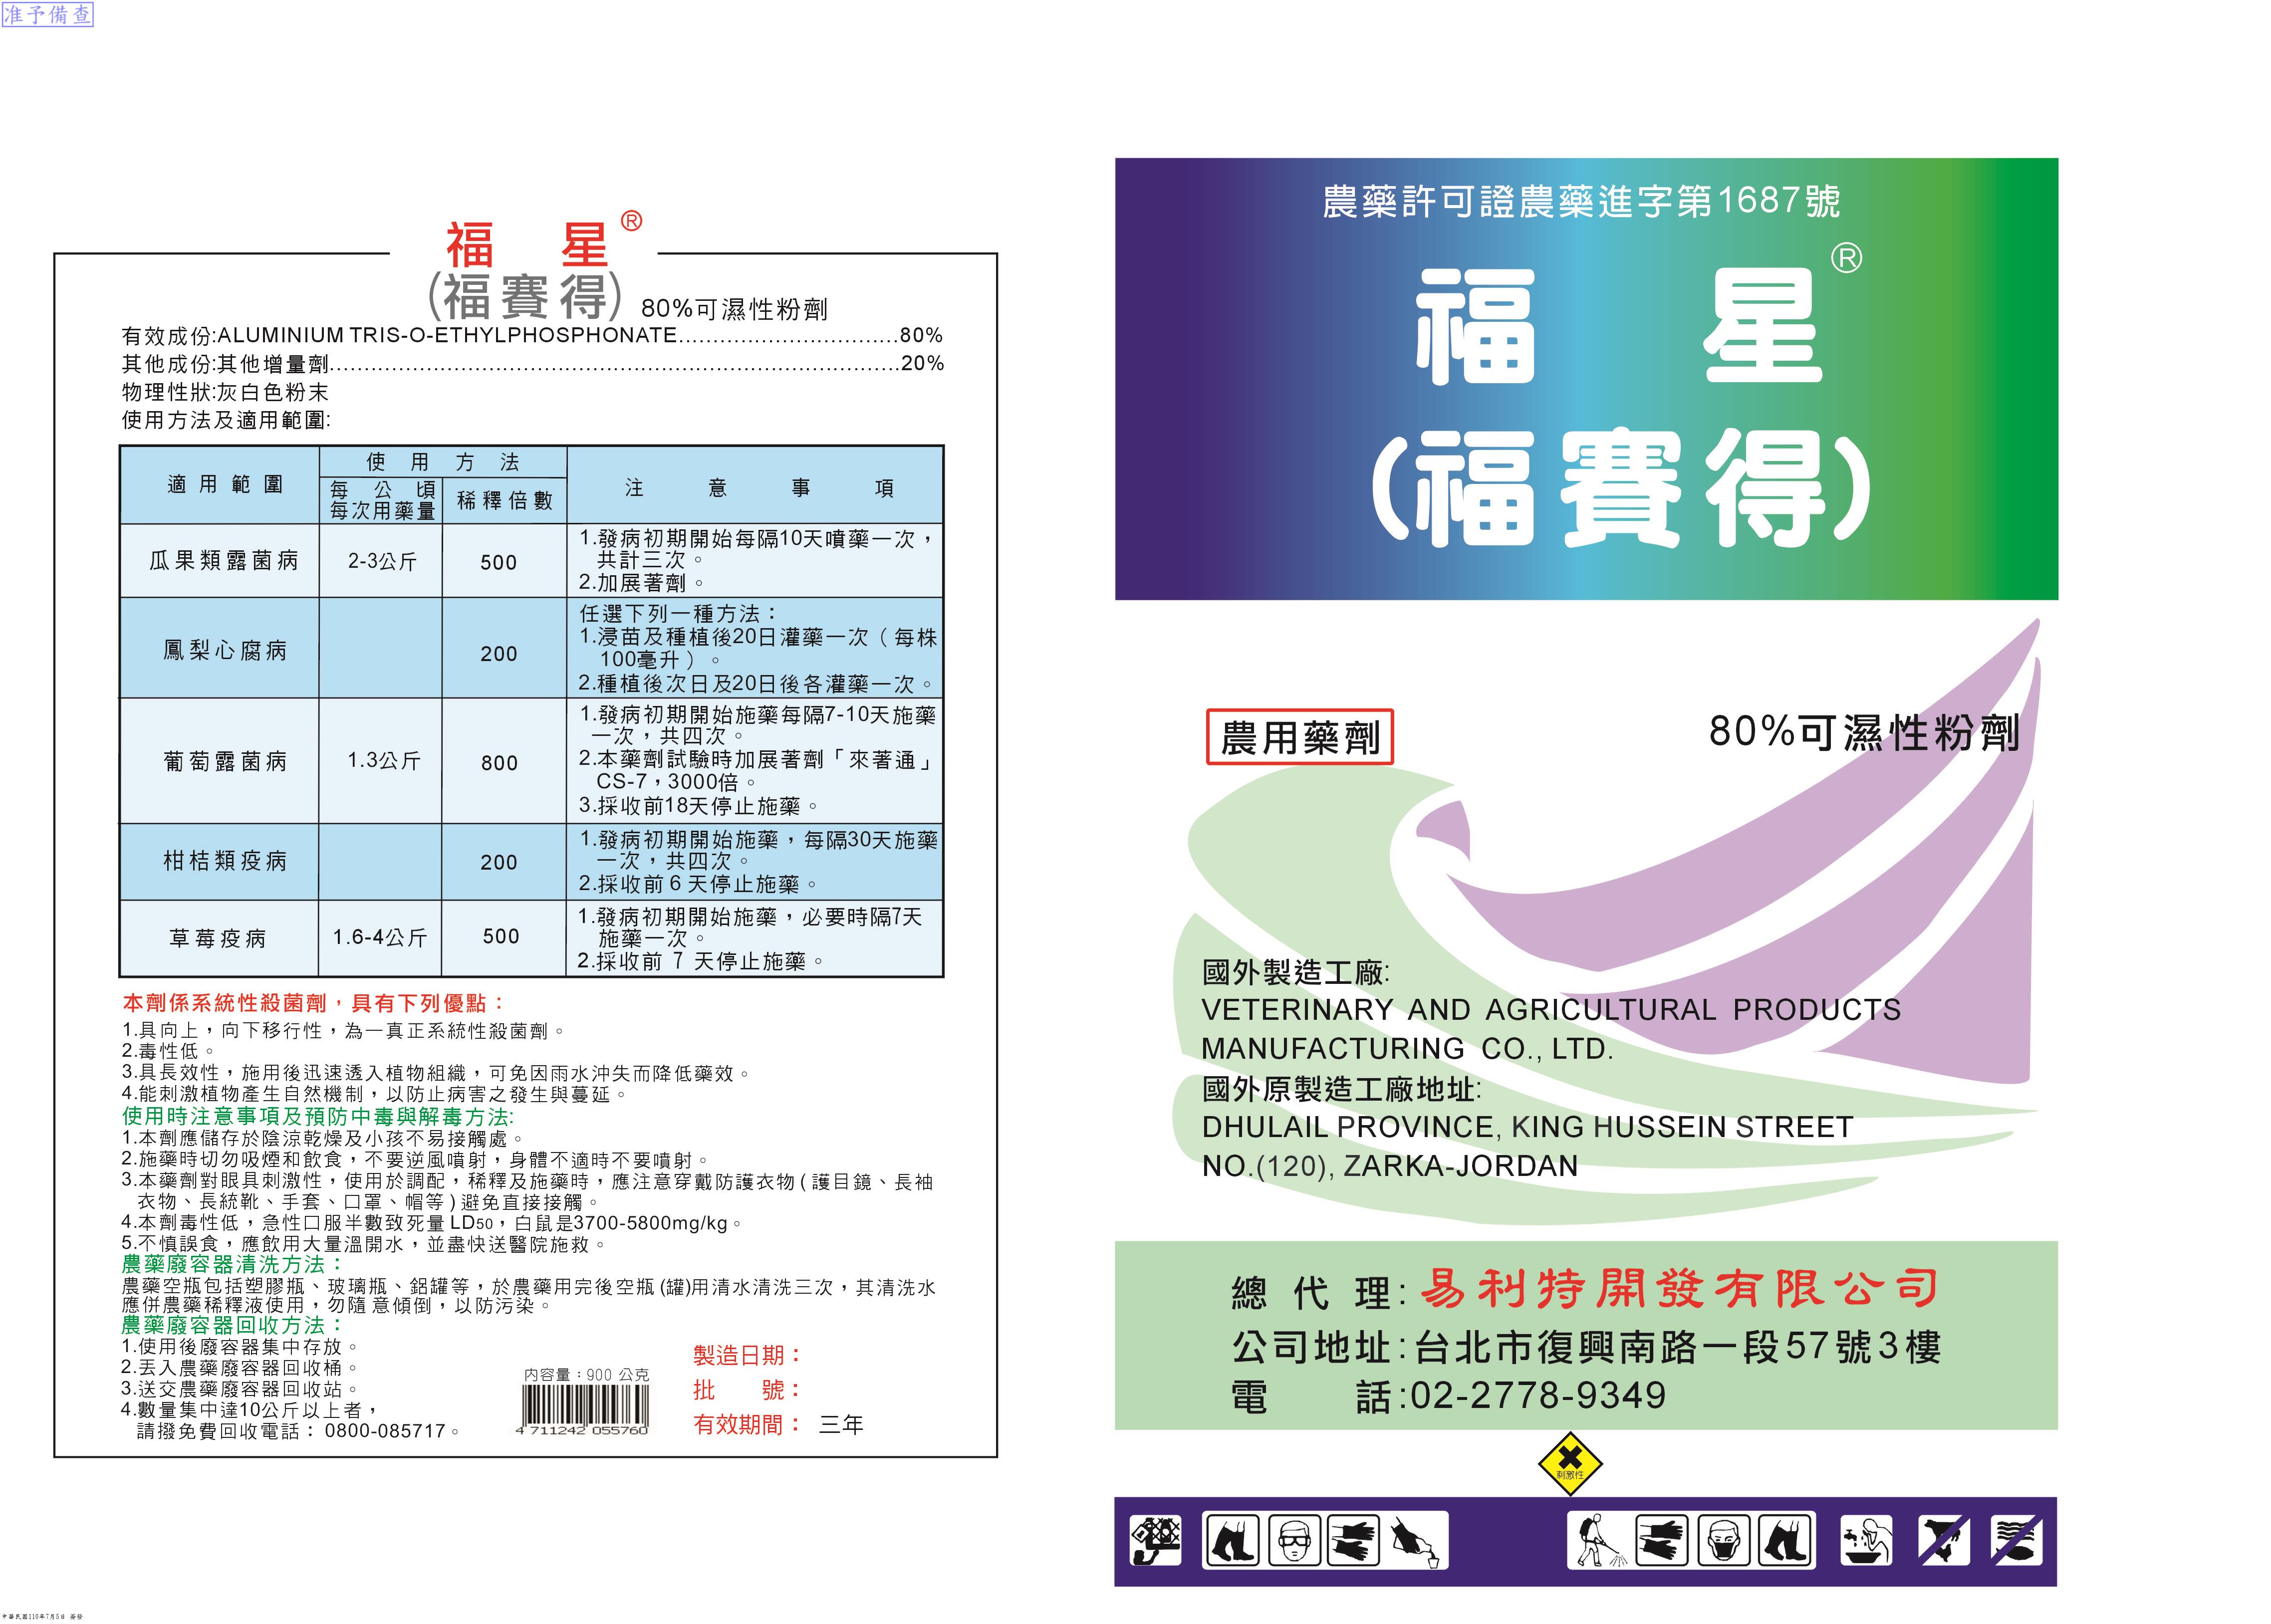 准予備查
福 星®
(福賽得) 80%可濕性粉劑
有效成份:ALUMINIUM TRIS-O-ETHYLPHOSPHONATE................................80%
其他成份:其他增量劑...................................................................................20%
物理性狀:灰白色粉末
使用方法及適用範圍:
適用範圍
使用方法
每公頃
每次用藥量
稀釋倍數
注意事項
瓜果類露菌病
2-3公斤
500
1.發病初期開始每隔10天噴藥一次，
共計三次。
2.加展著劑。
鳳梨心腐病
200
任選下列一種方法：
1.浸苗及種植後20日灌藥一次（每株
100毫升）。
2.種植後次日及20日後各灌藥一次。
葡萄露菌病
1.3公斤
800
1.發病初期開始施藥每隔7-10天施藥
一次，共四次。
2.本藥劑試驗時加展著劑「來著通」
CS-7，3000倍。
3.採收前18天停止施藥。
柑桔類疫病
200
1.發病初期開始施藥，每隔30天施藥
一次，共四次。
2.採收前6天停止施藥。
草莓疫病
1.6-4公斤
500
1.發病初期開始施藥，必要時隔7天
施藥一次。
2.採收前 7 天停止施藥。
本劑係系統性殺菌劑，具有下列優點：
1.具向上，向下移行性，為一真正系統性殺菌劑。
2.毒性低。
3.具長效性，施用後迅速透入植物組織，可免因雨水沖失而降低藥效。
4.能刺激植物產生自然機制，以防止病害之發生與蔓延。
使用時注意事項及預防中毒與解毒方法:
1.本劑應儲存於陰涼乾燥及小孩不易接觸處。
2.施藥時切勿吸煙和飲食，不要逆風噴射，身體不適時不要噴射。
3.本藥劑對眼具刺激性，使用於調配，稀釋及施藥時，應注意穿戴防護衣物(護目鏡、長袖
衣物、長統靴、手套、口罩、帽等)避免直接接觸。
4.本劑毒性低，急性口服半數致死量LD50，白鼠是3700-5800mg/kg。
5.不慎誤食，應飲用大量溫開水，並盡快送醫院施救。
農藥廢容器清洗方法：
農藥空瓶包括塑膠瓶、玻璃瓶、鋁罐等，於農藥用完後空瓶(罐)用清水清洗三次，其清洗水
應併農藥稀釋液使用，勿隨意傾倒，以防污染。
農藥廢容器回收方法：
1.使用後廢容器集中存放。
2.丟入農藥廢容器回收桶。
3.送交農藥廢容器回收站。
4.數量集中達10公斤以上者，
請撥免費回收電話：0800-085717。
內容量：900 公克
4 711242 055760
製造日期：
批 號：
有效期間： 三年
農藥許可證農藥進字第1687號
福 星®
(福賽得)
農用藥劑
80%可濕性粉劑
國外製造工廠:
VETERINARY AND AGRICULTURAL PRODUCTS
MANUFACTURING CO., LTD.
國外原製造工廠地址:
DHULAIL PROVINCE, KING HUSSEIN STREET
NO.(120), ZARKA-JORDAN
總代理:易利特開發有限公司
公司地址:台北市復興南路一段57號3樓
電 話:02-2778-9349
刺激性
中華民國110年7月5日 簽發